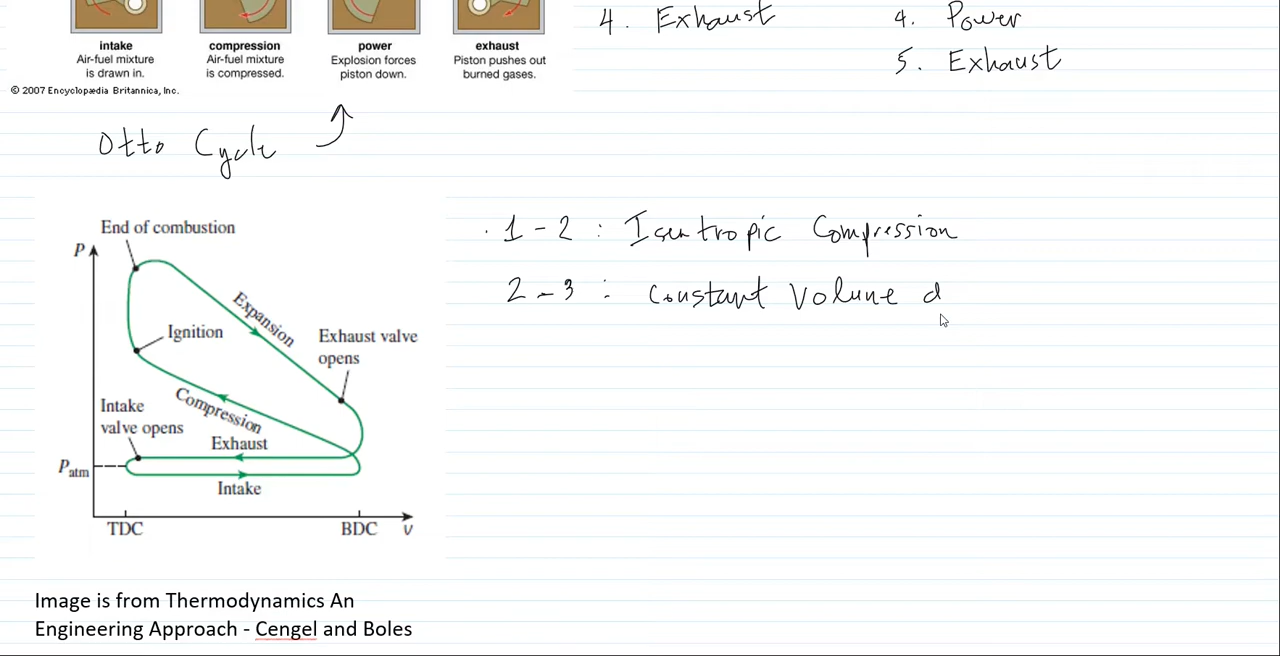 intake
Air-fuel mixture
is drawn in.
compression
Air-fuel mixture
is compressed.
power
Explosion forces
piston down.
exhaust
Piston pushes out
burned gases.
© 2007 Encyclopædia Britannica, Inc.
4. Exhaust
4. Power
5. Exhaust
Otto Cycle
End of combustion
P
Expansion
Ignition
Exhaust valve
opens
Compression
Intake
valve opens
Exhaust
Patm
Intake
TDC
BDC
v
1-2: Isentropic Compression
2-3: Constant Volume d
Image is from Thermodynamics An
Engineering Approach - Cengel and Boles